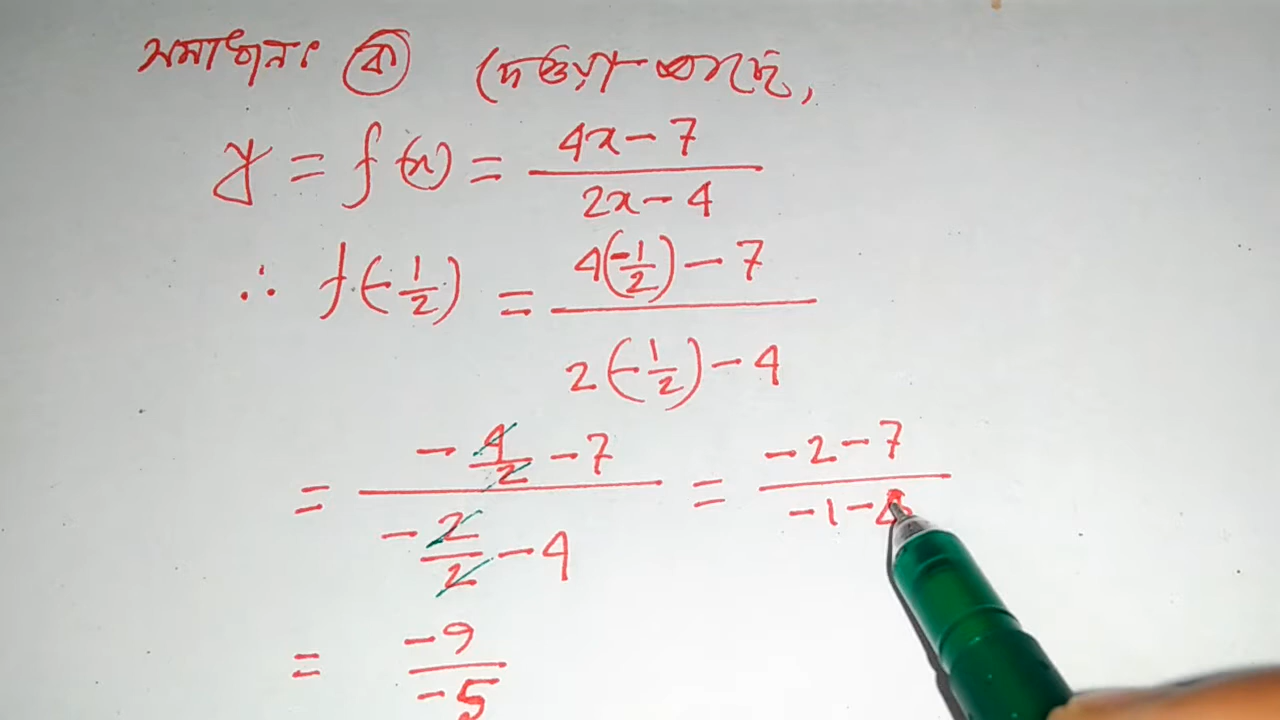 সমাধানঃ (ক) দেওয়া আছে,
y = f(x) = (4x - 7)/(2x - 4)
∴ f(-1/2) = (4(-1/2) - 7)/(2(-1/2) - 4)
= (-4/2 - 7)/(-2/2 - 4) = (-2 - 7)/(-1 - 4)
= -9/-5